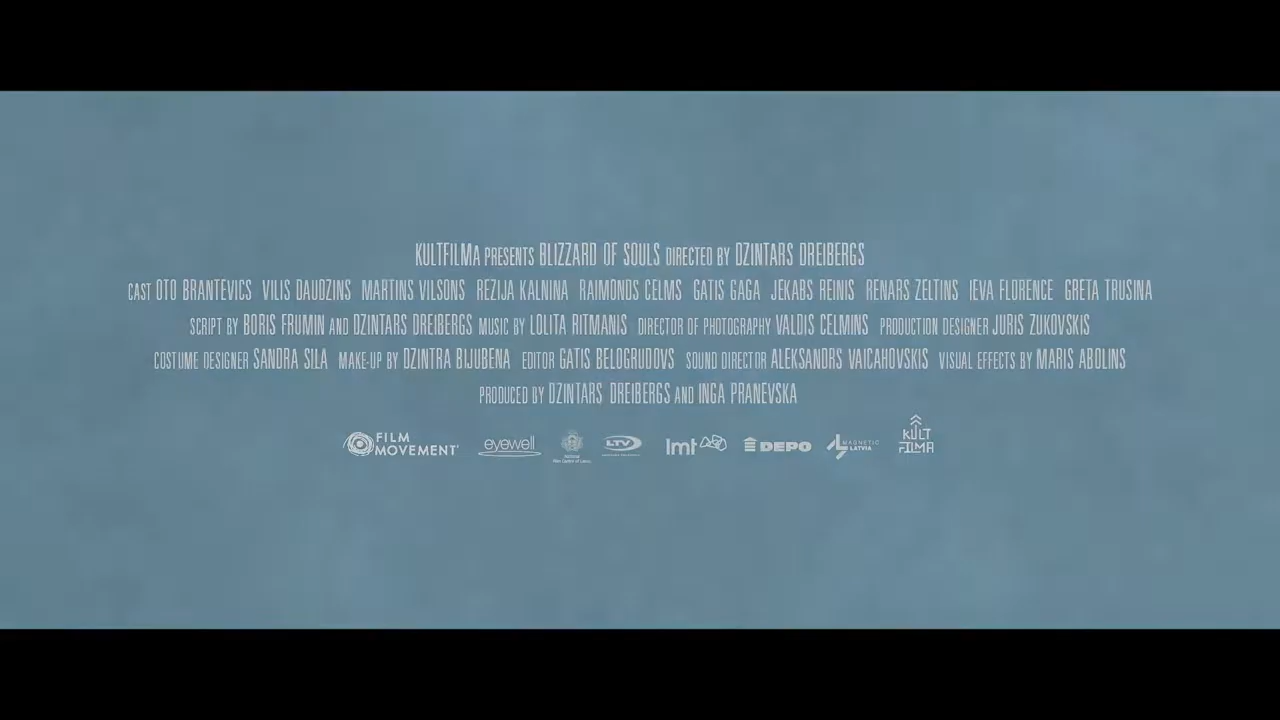 KULTFILMA PRESENTS BLIZZARD OF SOULS DIRECTED BY DZINTARS DREIBERGS
CAST OTO BRANTEVICS VILIS DAUDZINS MARTINS VILSONS REZIJA KALNINA RAIMONDS CELMS GATIS GAGA JEKABS REINIS RENARS ZELTINS IEVA FLORENCE GRETA TRUSINA
SCRIPT BY BORIS FRUMIN AND DZINTARS DREIBERGS MUSIC BY LOLITA RITMANIS DIRECTOR OF PHOTOGRAPHY VALDIS CELMINS PRODUCTION DESIGNER JURIS ZUKOVSKIS
COSTUME DESIGNER SANDRA SILA MAKE-UP BY DZINTRA BIJUBENA EDITOR GATIS BELOGRUDOVS SOUND DIRECTOR ALEKSANDRS VAICAHOVSKIS VISUAL EFFECTS BY MARIS ABOLINS
PRODUCED BY DZINTARS DREIBERGS AND INGA PRANEVSKA
FILM MOVEMENT eyewell LTV lmt DEPO MAGNETIC LATVIA KULT FILMA